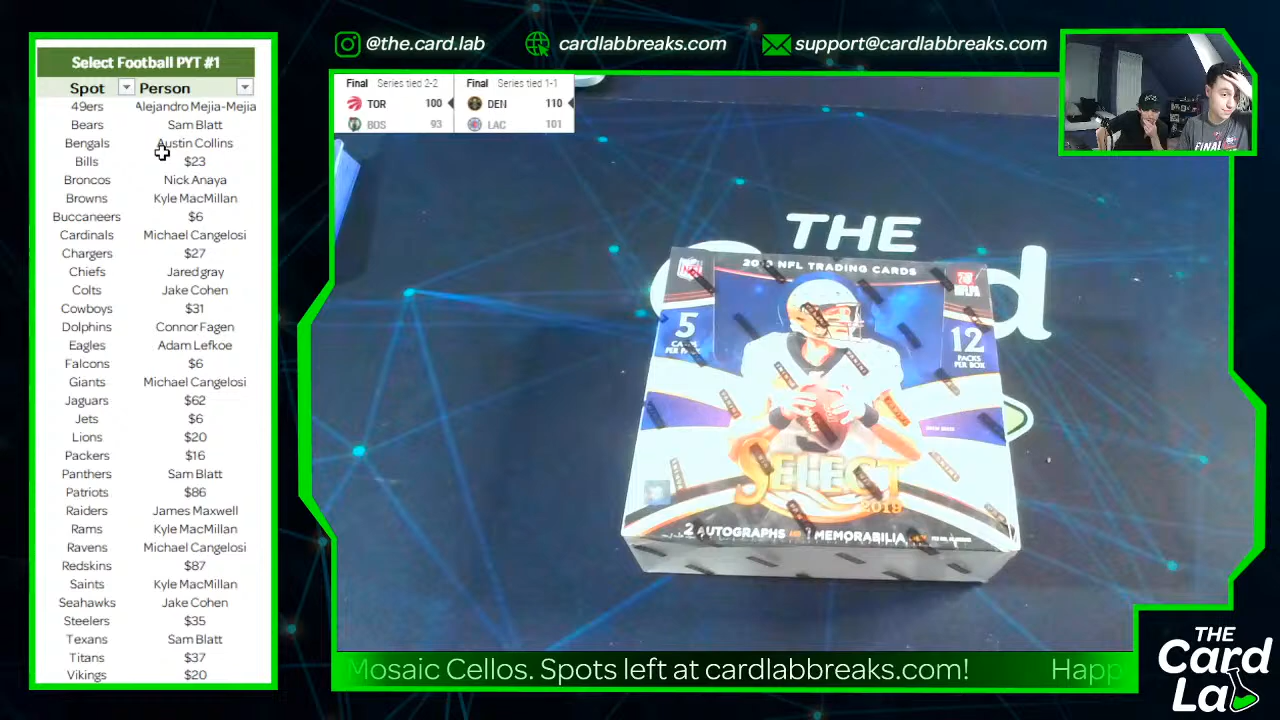 Select Football PYT #1
Spot Person
49ers Alejandro Mejia-Mejia
Bears Sam Blatt
Bengals Austin Collins
Bills $23
Broncos Nick Anaya
Browns Kyle MacMillan
Buccaneers $6
Cardinals Michael Cangelosi
Chargers $27
Chiefs Jared gray
Colts Jake Cohen
Cowboys $31
Dolphins Connor Fagen
Eagles Adam Lefkoe
Falcons $6
Giants Michael Cangelosi
Jaguars $62
Jets $6
Lions $20
Packers $16
Panthers Sam Blatt
Patriots $86
Raiders James Maxwell
Rams Kyle MacMillan
Ravens Michael Cangelosi
Redskins $87
Saints Kyle MacMillan
Seahawks Jake Cohen
Steelers $35
Texans Sam Blatt
Titans $37
Vikings $20
@the.card.lab cardlabbreaks.com support@cardlabbreaks.com
Final Series tied 2-2
TOR 100
BOS 93
Final Series tied 1-1
DEN 110
LAC 101
THE
d
NFL
2019 NFL TRADING CARDS
5
CARDS
PER PACK
12
PACKS
PER BOX
SELECT
2019
2 AUTOGRAPHS 1 MEMORABILIA
FINAL
Mosaic Cellos. Spots left at cardlabbreaks.com! Happ
THE
Card
Lab